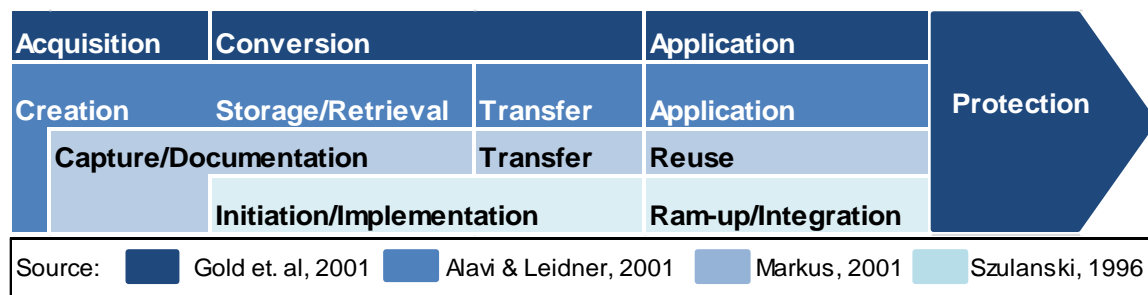 Acquisition Conversion Application
Creation Storage/Retrieval Transfer Application Protection
Capture/Documentation Transfer Reuse
Initiation/Implementation Ram-up/Integration
Source: Gold et. al, 2001 Alavi & Leidner, 2001 Markus, 2001 Szulanski, 1996